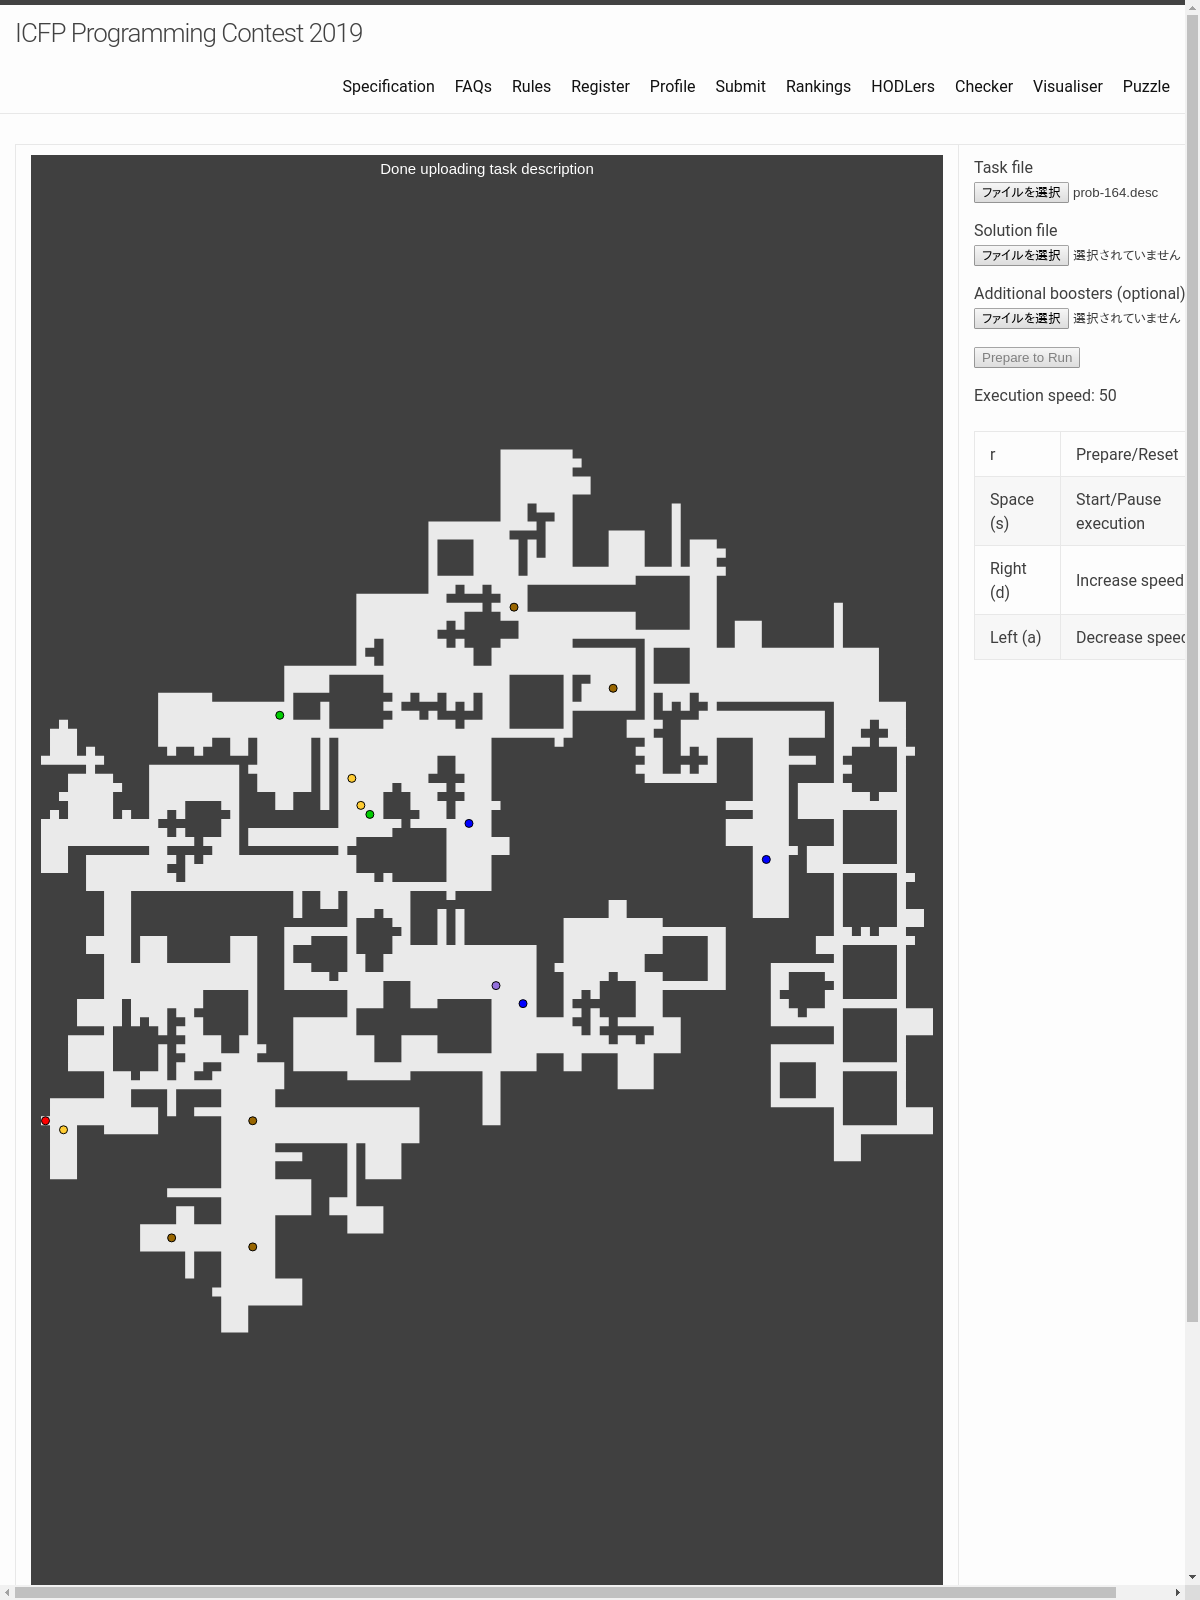 ICFP Programming Contest 2019
Specification FAQs Rules Register Profile Submit Rankings HODLers Checker Visualiser Puzzle
Done uploading task description
Task file
ファイルを選択 prob-164.desc
Solution file
ファイルを選択 選択されていません
Additional boosters (optional)
ファイルを選択 選択されていません
Prepare to Run
Execution speed: 50
r Prepare/Reset
Space (s) Start/Pause execution
Right (d) Increase speed
Left (a) Decrease speed